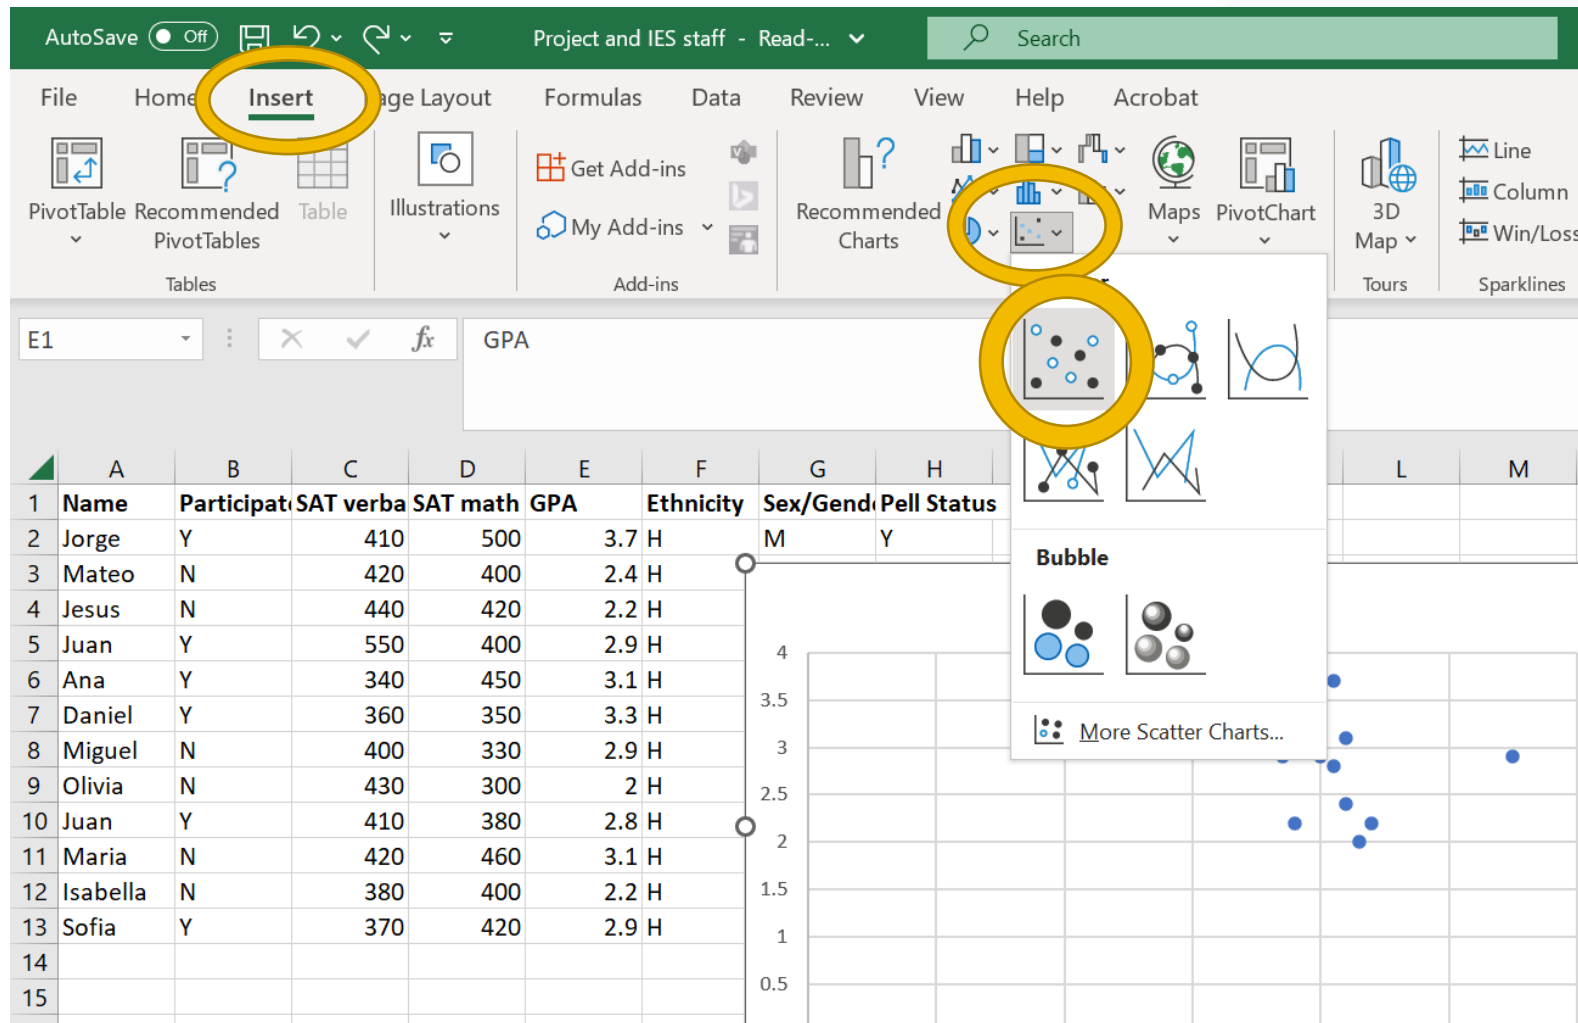 AutoSave Off Project and IES staff - Read-... Search
File Home Insert age Layout Formulas Data Review View Help Acrobat
PivotTable Recommended PivotTables Table
Tables
Illustrations
Get Add-ins
My Add-ins
Add-ins
Recommended Charts
Maps PivotChart
3D Map
Tours
Line
Column
Win/Loss
Sparklines
E1 fx GPA
A B C D E F G H L M
1 Name Participate SAT verba SAT math GPA Ethnicity Sex/Gende Pell Status
2 Jorge Y 410 500 3.7 H M Y
3 Mateo N 420 400 2.4 H
4 Jesus N 440 420 2.2 H
5 Juan Y 550 400 2.9 H
6 Ana Y 340 450 3.1 H
7 Daniel Y 360 350 3.3 H
8 Miguel N 400 330 2.9 H
9 Olivia N 430 300 2 H
10 Juan Y 410 380 2.8 H
11 Maria N 420 460 3.1 H
12 Isabella N 380 400 2.2 H
13 Sofia Y 370 420 2.9 H
14
15
Bubble
More Scatter Charts...
4
3.5
3
2.5
2
1.5
1
0.5